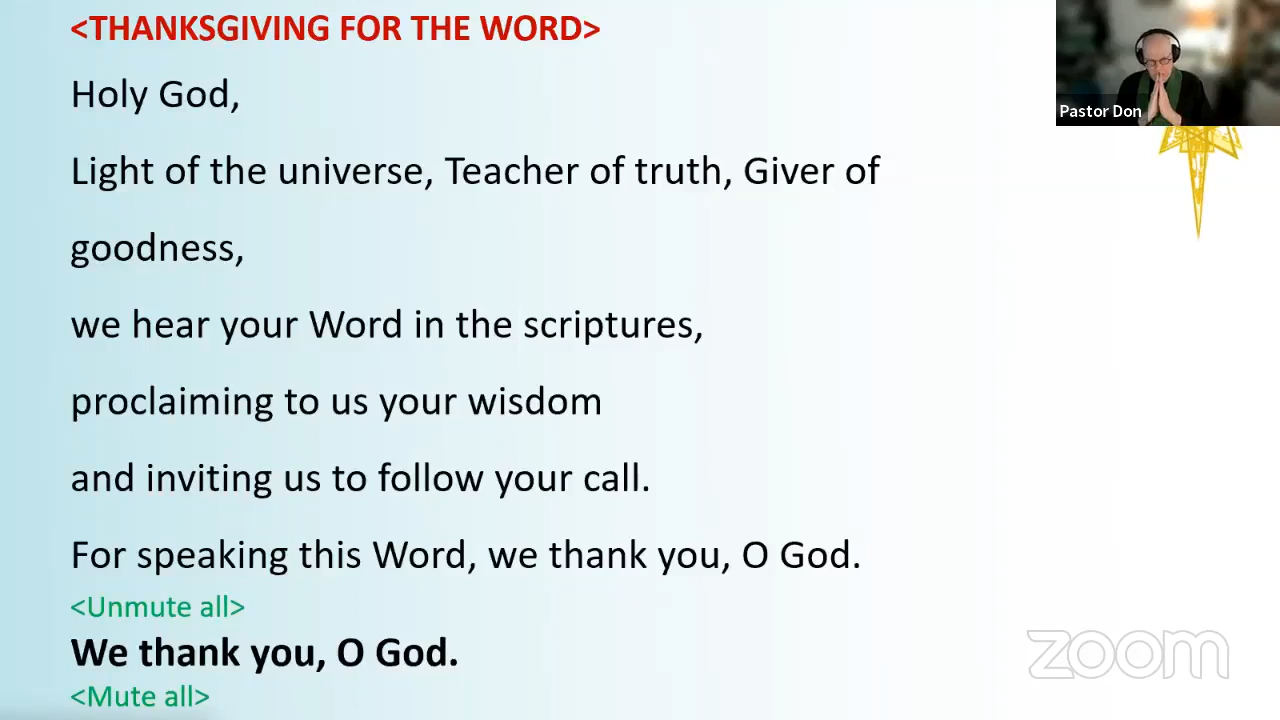 <THANKSGIVING FOR THE WORD>
Holy God,
Light of the universe, Teacher of truth, Giver of
goodness,
we hear your Word in the scriptures,
proclaiming to us your wisdom
and inviting us to follow your call.
For speaking this Word, we thank you, O God.
<Unmute all>
We thank you, O God.
<Mute all>
Pastor Don
zoom